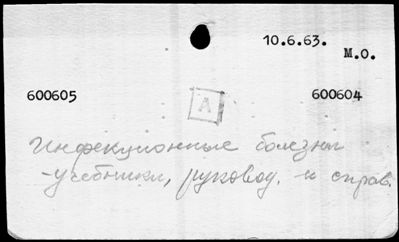 10.6.63.
М.О.
600605
А
600604
Инфекционные болезни
-учебники, руковод. и справ.